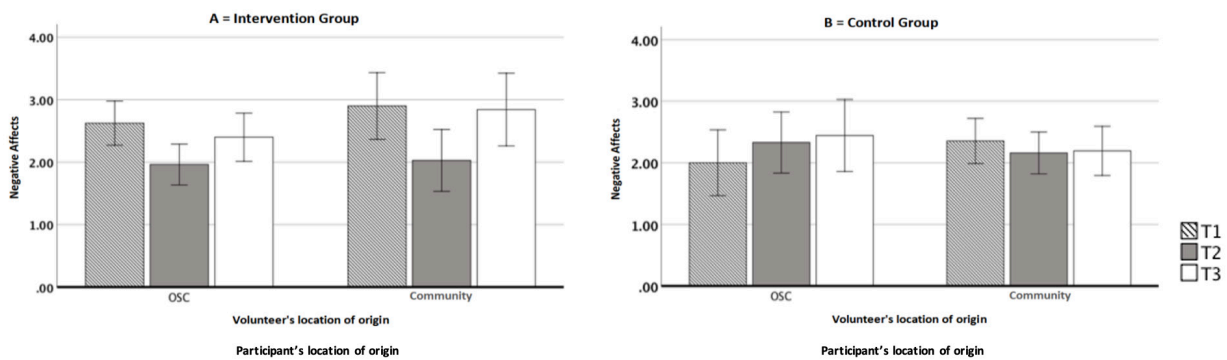 A = Intervention Group
4.00
3.00
2.00
1.00
.00
Negative Affects
OSC
Community
Volunteer's location of origin
Participant's location of origin
B = Control Group
4.00
3.00
2.00
1.00
.00
Negative Affects
OSC
Community
Volunteer's location of origin
Participant's location of origin
T1
T2
T3